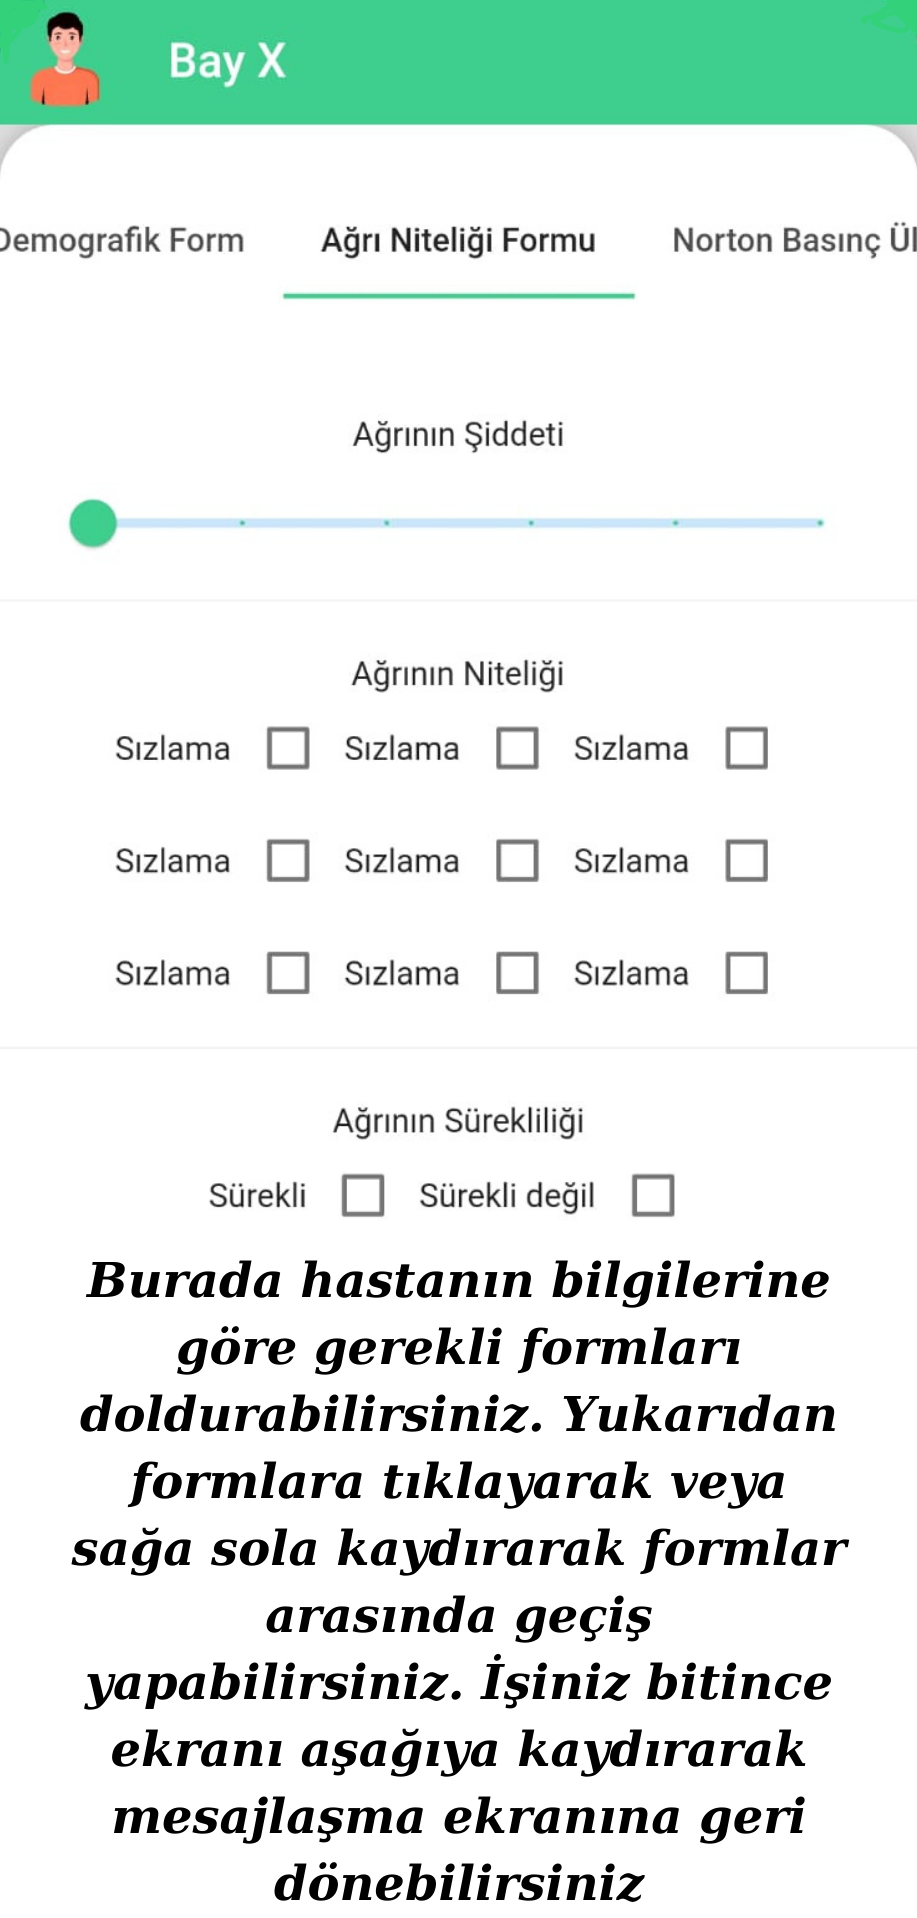 Bay X
Demografik Form Ağrı Niteliği Formu Norton Basınç Ül
Ağrının Şiddeti
Ağrının Niteliği
Sızlama Sızlama Sızlama
Sızlama Sızlama Sızlama
Sızlama Sızlama Sızlama
Ağrının Sürekliliği
Sürekli Sürekli değil
Burada hastanın bilgilerine
göre gerekli formları
doldurabilirsiniz. Yukarıdan
formlara tıklayarak veya
sağa sola kaydırarak formlar
arasında geçiş
yapabilirsiniz. İşiniz bitince
ekranı aşağıya kaydırarak
mesajlaşma ekranına geri
dönebilirsiniz